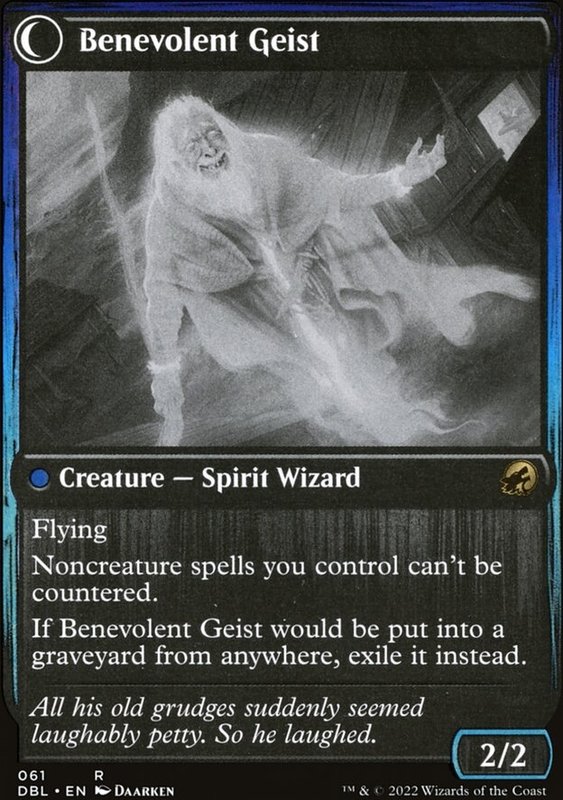 Benevolent Geist
Creature — Spirit Wizard
Flying
Noncreature spells you control can't be
countered.
If Benevolent Geist would be put into a
graveyard from anywhere, exile it instead.
All his old grudges suddenly seemed
laughably petty. So he laughed.
2/2
061 R
DBL • EN Daarken
™ & © 2022 Wizards of the Coast